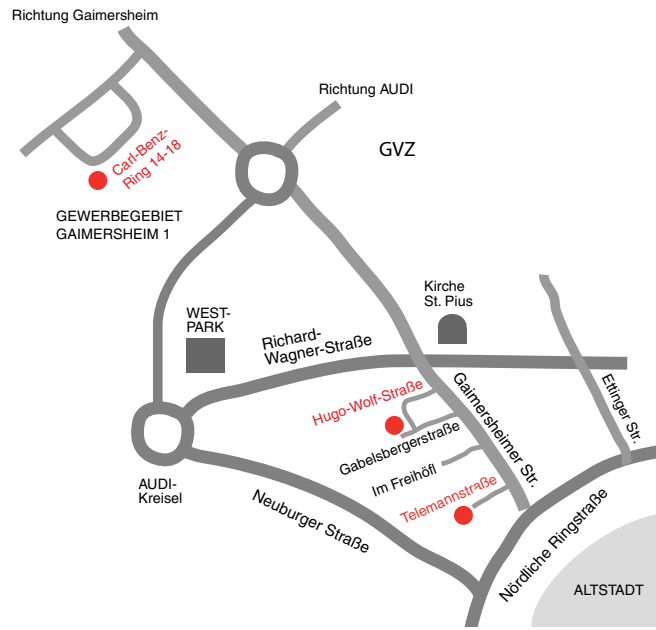 Richtung Gaimersheim
Richtung AUDI
GVZ
Carl-Benz-
Ring 14-18
GEWERBEGEBIET
GAIMERSHEIM 1
Kirche
St. Pius
WEST-
PARK
Richard-
Wagner-Straße
Ettinger Str.
Hugo-Wolf-Straße
Gaimersheimer Str.
Gabelsbergerstraße
Im Freihöfl
Telemannstraße
AUDI-
Kreisel
Neuburger Straße
Nördliche Ringstraße
ALTSTADT